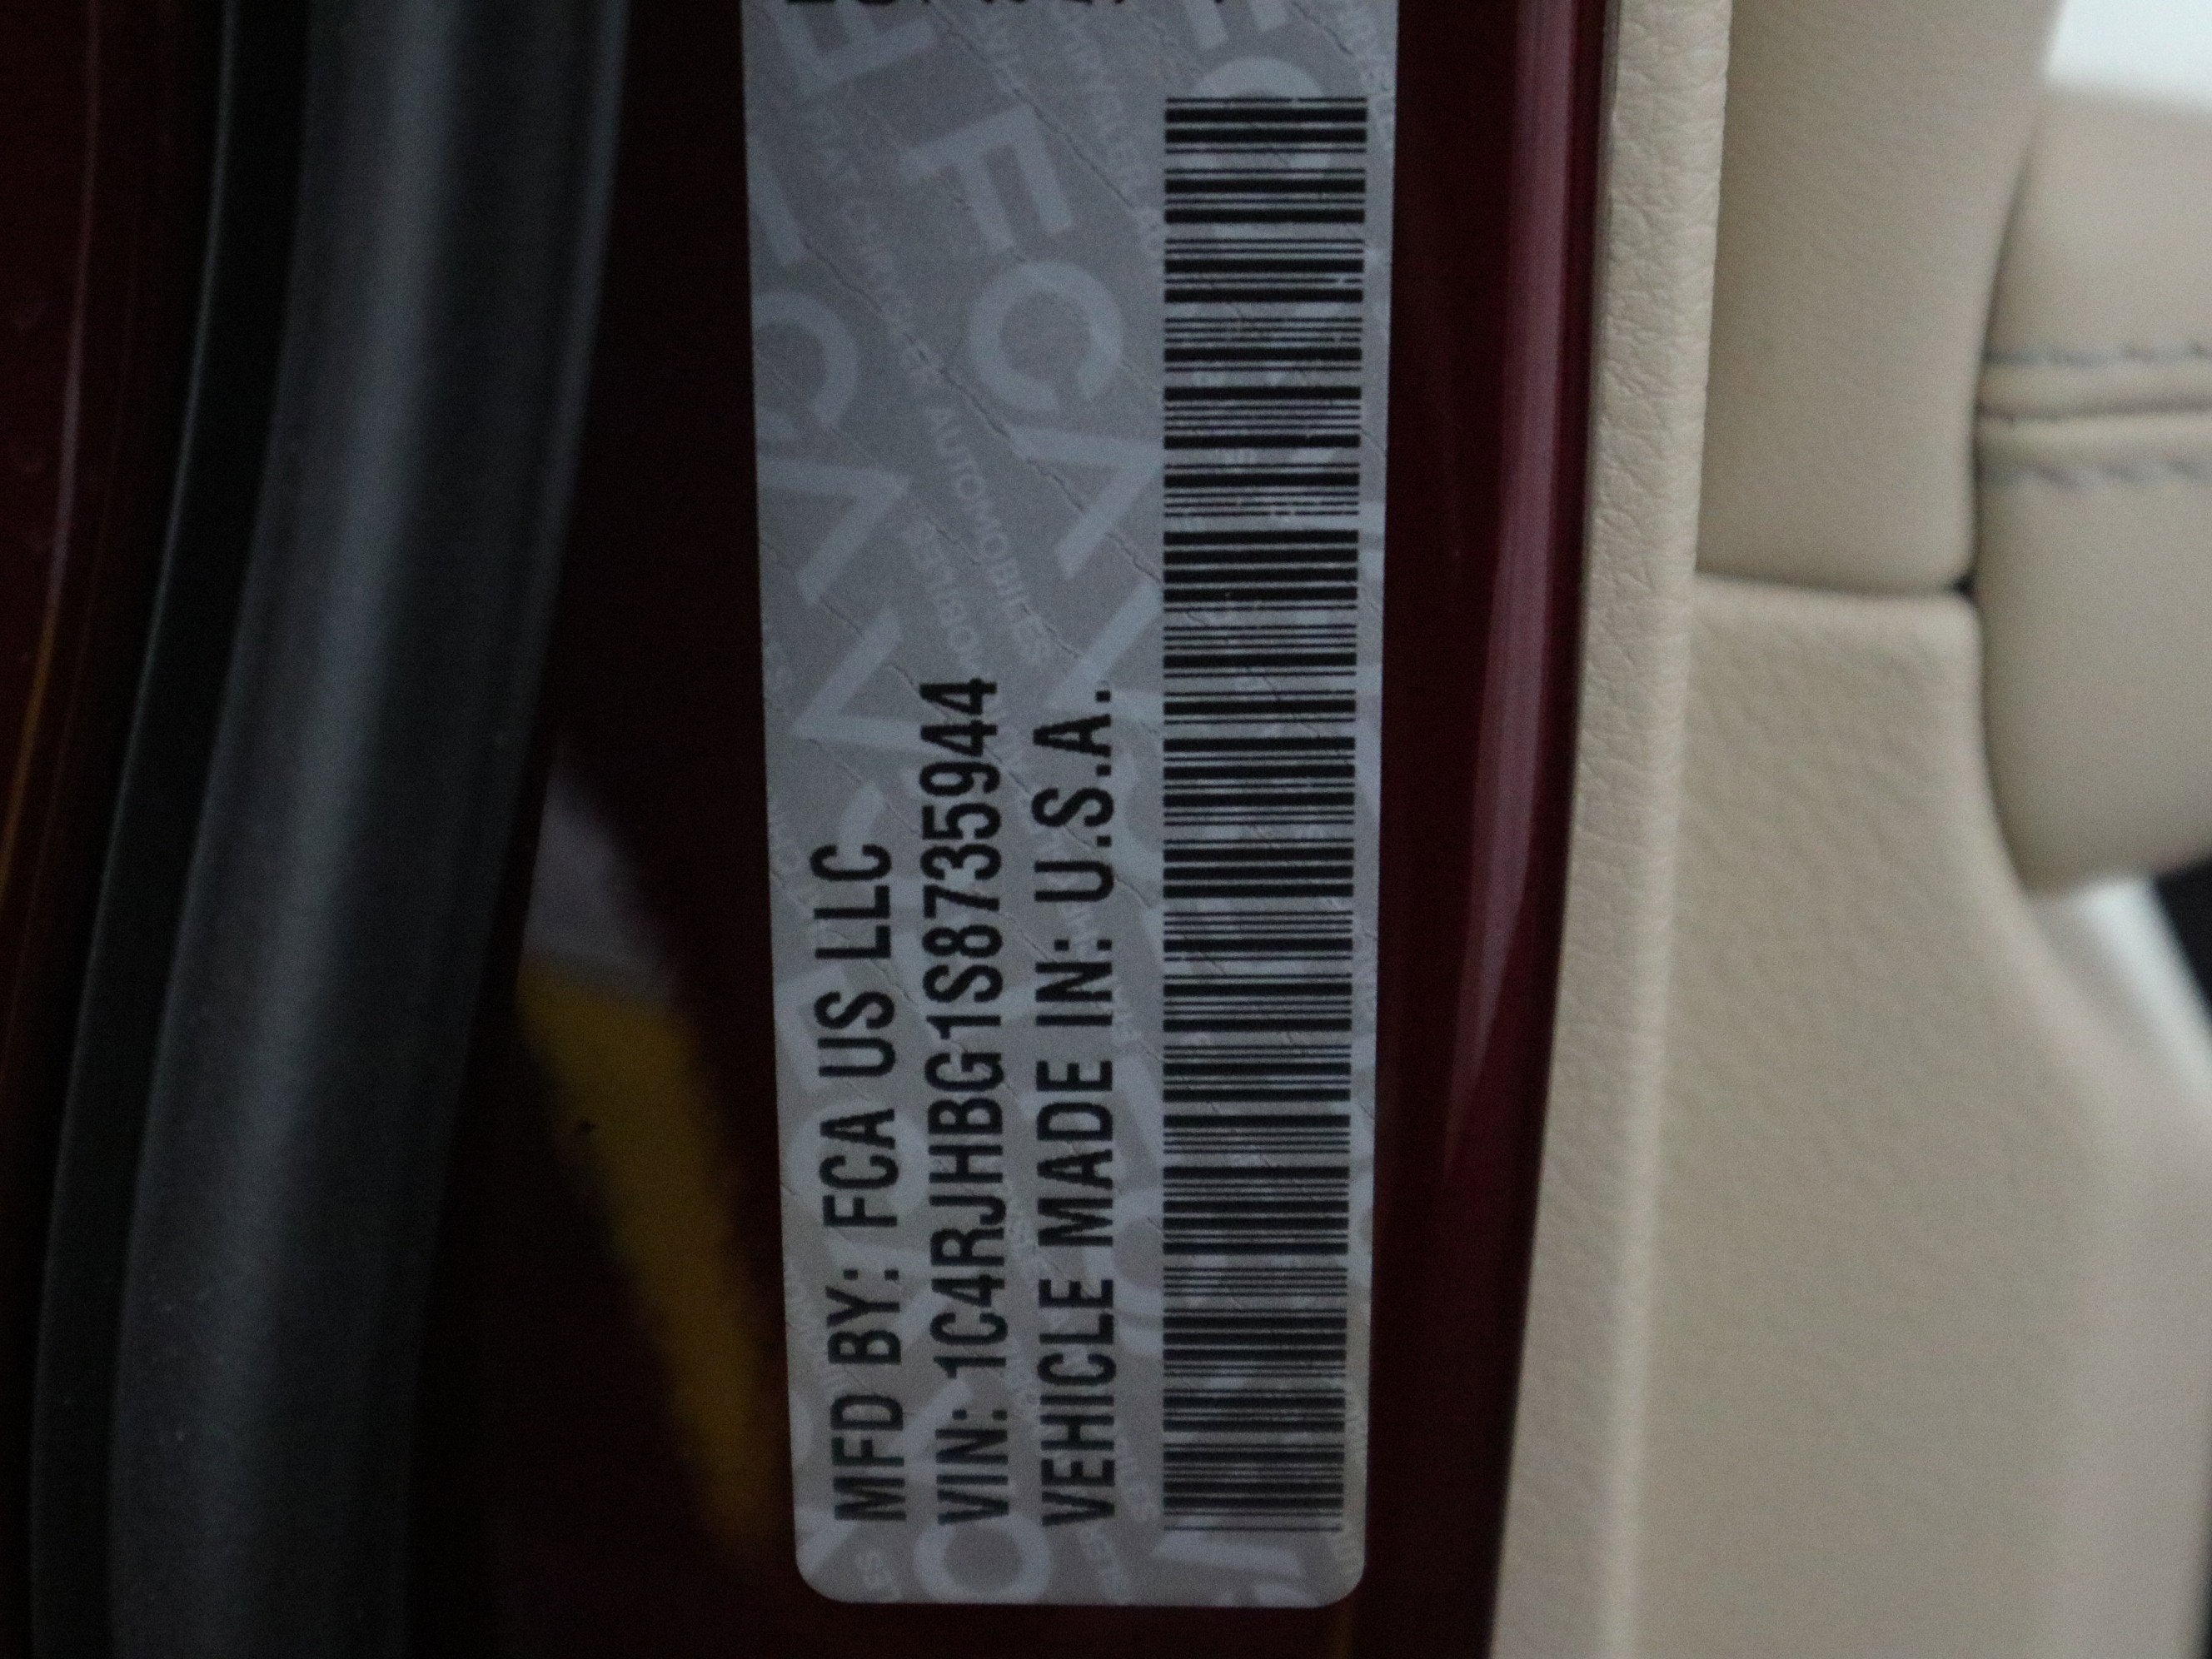 MFD BY: FCA US LLC
VIN: 1C4RJHBG1S8735944
VEHICLE MADE IN: U.S.A.